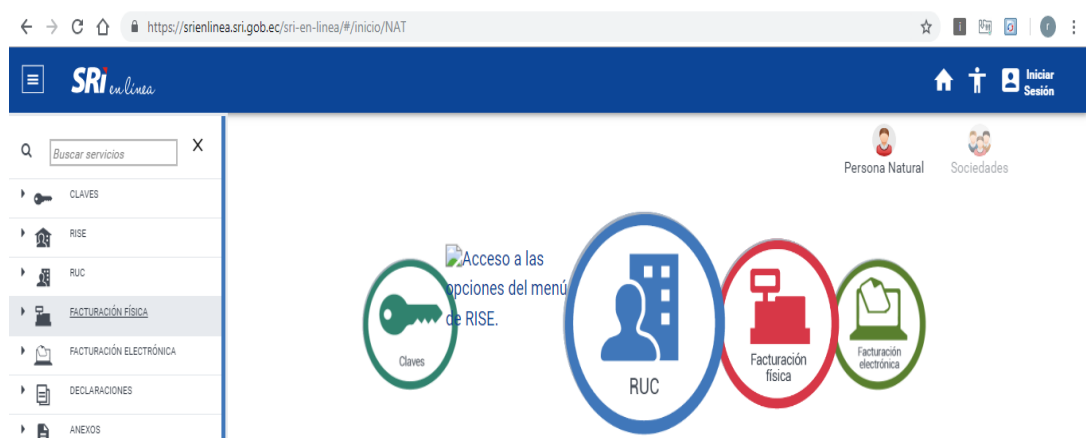 https://srienlinea.sri.gob.ec/sri-en-linea/#/inicio/NAT
SRi en línea
Iniciar
Sesión
Buscar servicios
X
Persona Natural
Sociedades
CLAVES
RISE
RUC
FACTURACIÓN FÍSICA
FACTURACIÓN ELECTRÓNICA
DECLARACIONES
ANEXOS
Claves
Acceso a las
opciones del menú
de RISE.
RUC
Facturación
física
Facturación
electrónica